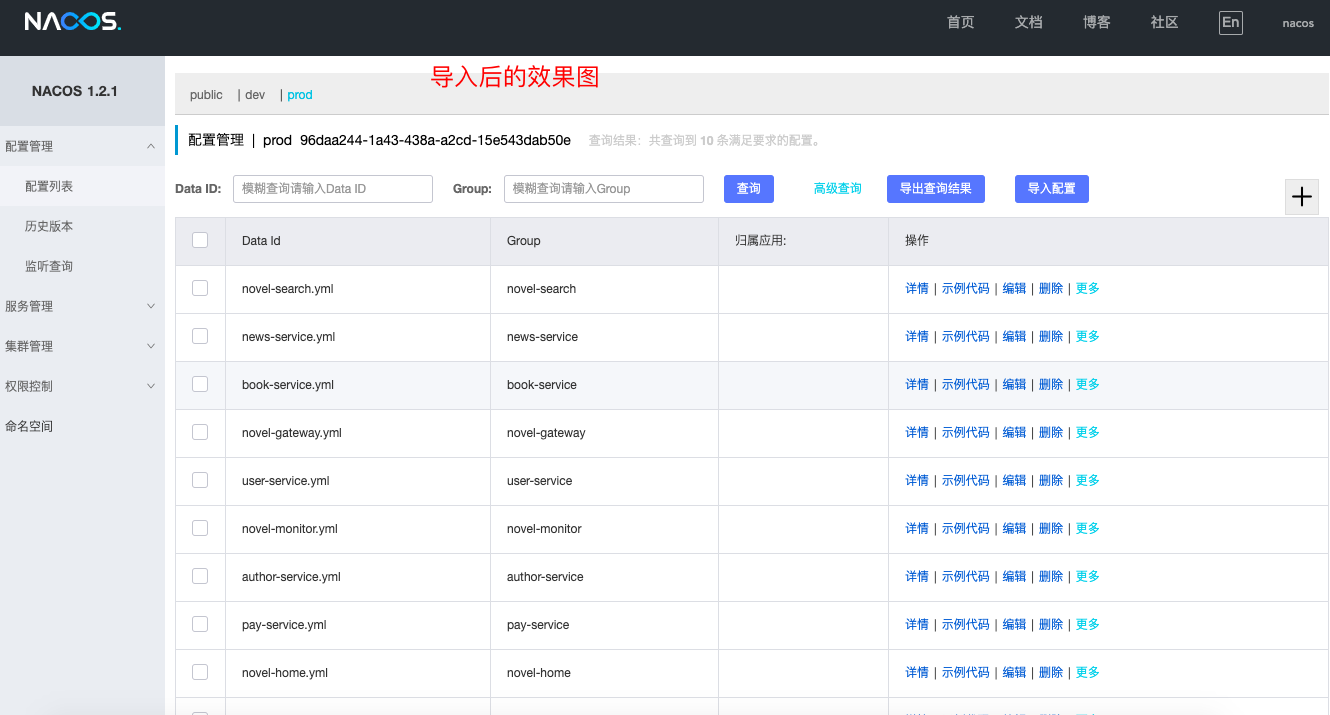 NACOS.
首页 文档 博客 社区 En nacos
NACOS 1.2.1
配置管理
配置列表
历史版本
监听查询
服务管理
集群管理
权限控制
命名空间
导入后的效果图
public | dev | prod
配置管理 | prod 96daa244-1a43-438a-a2cd-15e543dab50e 查询结果：共查询到 10 条满足要求的配置。
Data ID: 模糊查询请输入Data ID Group: 模糊查询请输入Group 查询 高级查询 导出查询结果 导入配置
Data Id Group 归属应用: 操作
novel-search.yml novel-search 详情 | 示例代码 | 编辑 | 删除 | 更多
news-service.yml news-service 详情 | 示例代码 | 编辑 | 删除 | 更多
book-service.yml book-service 详情 | 示例代码 | 编辑 | 删除 | 更多
novel-gateway.yml novel-gateway 详情 | 示例代码 | 编辑 | 删除 | 更多
user-service.yml user-service 详情 | 示例代码 | 编辑 | 删除 | 更多
novel-monitor.yml novel-monitor 详情 | 示例代码 | 编辑 | 删除 | 更多
author-service.yml author-service 详情 | 示例代码 | 编辑 | 删除 | 更多
pay-service.yml pay-service 详情 | 示例代码 | 编辑 | 删除 | 更多
novel-home.yml novel-home 详情 | 示例代码 | 编辑 | 删除 | 更多